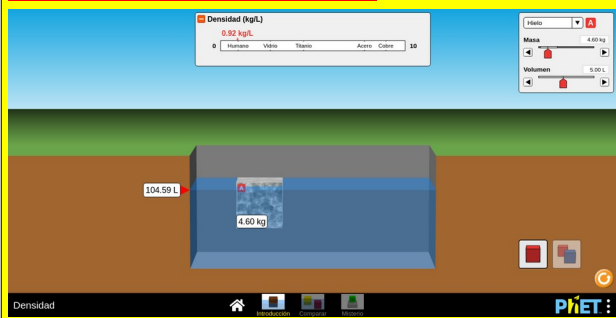 Densidad (kg/L)
0.92 kg/L
0 Humano Vidrio Titanio Acero Cobre 10
Hielo A
Masa 4.60 kg
Volumen 5.00 L
104.59 L
A
4.60 kg
Densidad
Introducción Comparar Misterio
PhET